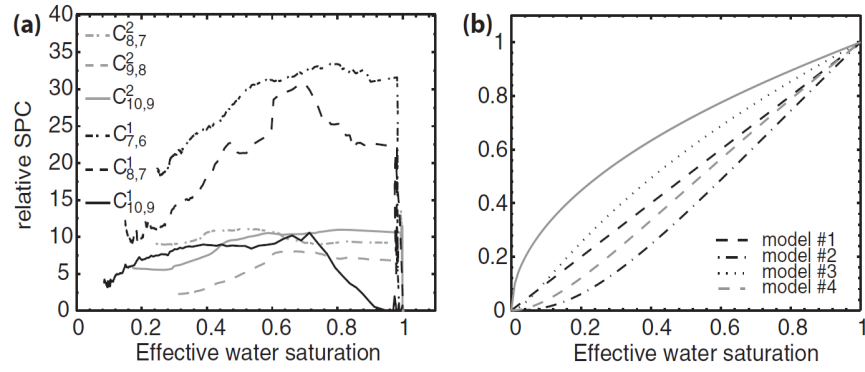 (a)
40
35
30
25
20
15
10
5
0
relative SPC
C²₈,₇
C²₉,₈
C²₁₀,₉
C¹₇,₆
C¹₈,₇
C¹₁₀,₉
0 0.2 0.4 0.6 0.8 1
Effective water saturation
(b)
1
0.8
0.6
0.4
0.2
0
model #1
model #2
model #3
model #4
0 0.2 0.4 0.6 0.8 1
Effective water saturation